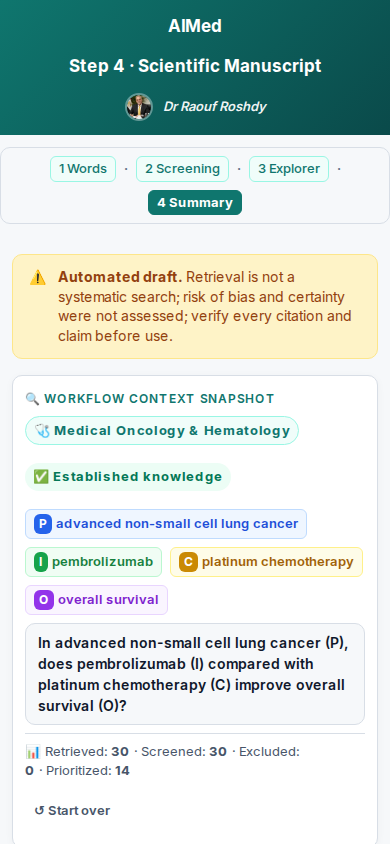 AIMed
Step 4 · Scientific Manuscript
Dr Raouf Roshdy
1 Words · 2 Screening · 3 Explorer ·
4 Summary
⚠️ Automated draft. Retrieval is not a
systematic search; risk of bias and certainty
were not assessed; verify every citation and
claim before use.
🔍 WORKFLOW CONTEXT SNAPSHOT
🩺 Medical Oncology & Hematology
✅ Established knowledge
P advanced non-small cell lung cancer
I pembrolizumab C platinum chemotherapy
O overall survival
In advanced non-small cell lung cancer (P),
does pembrolizumab (I) compared with
platinum chemotherapy (C) improve overall
survival (O)?
📊 Retrieved: 30 · Screened: 30 · Excluded:
0 · Prioritized: 14
↺ Start over